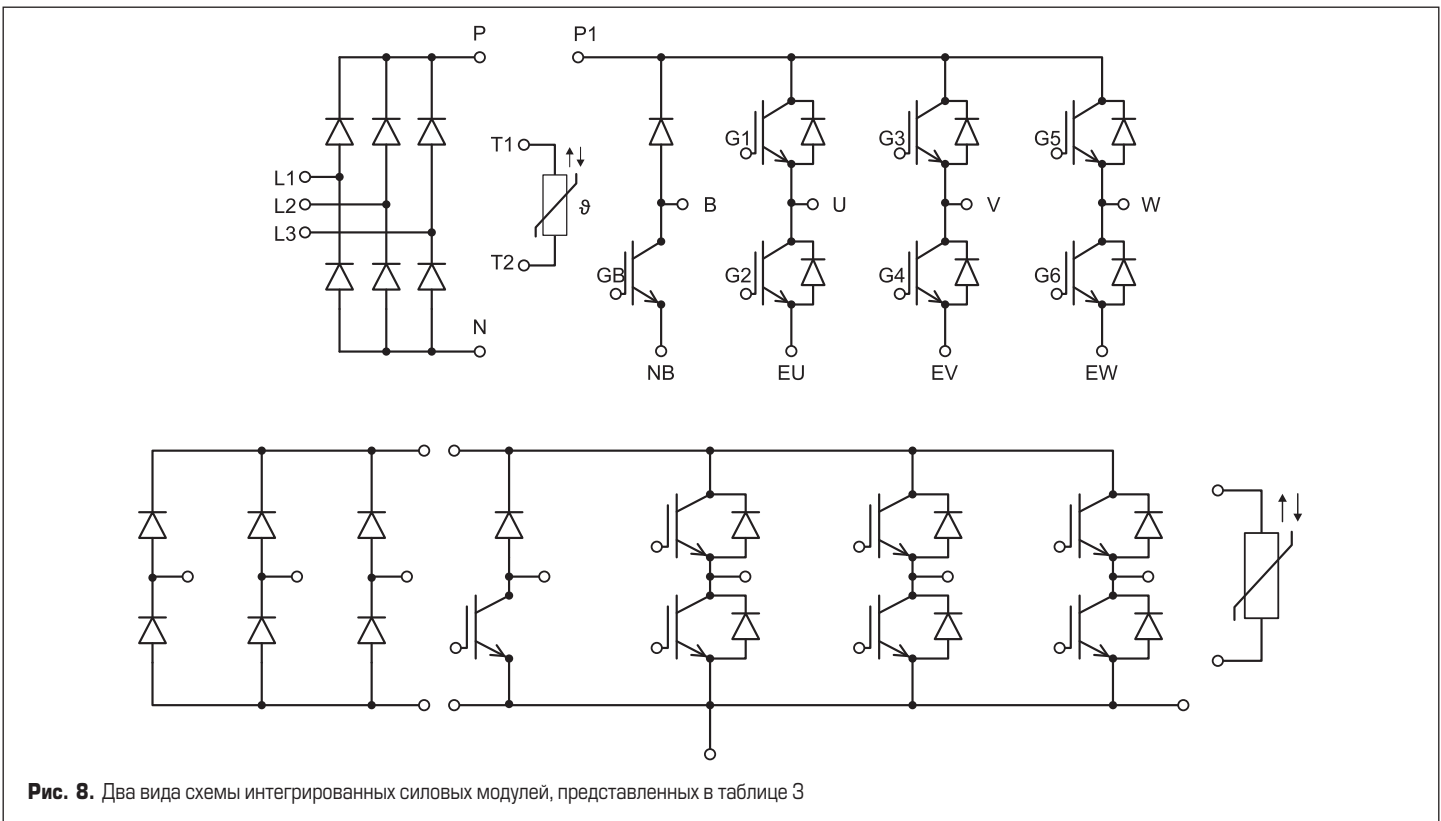 P
P1
T1
G1
G3
G5
L1
L2
L3
ϑ
B
U
V
W
T2
GB
G2
G4
G6
N
NB
EU
EV
EW
Рис. 8. Два вида схемы интегрированных силовых модулей, представленных в таблице 3